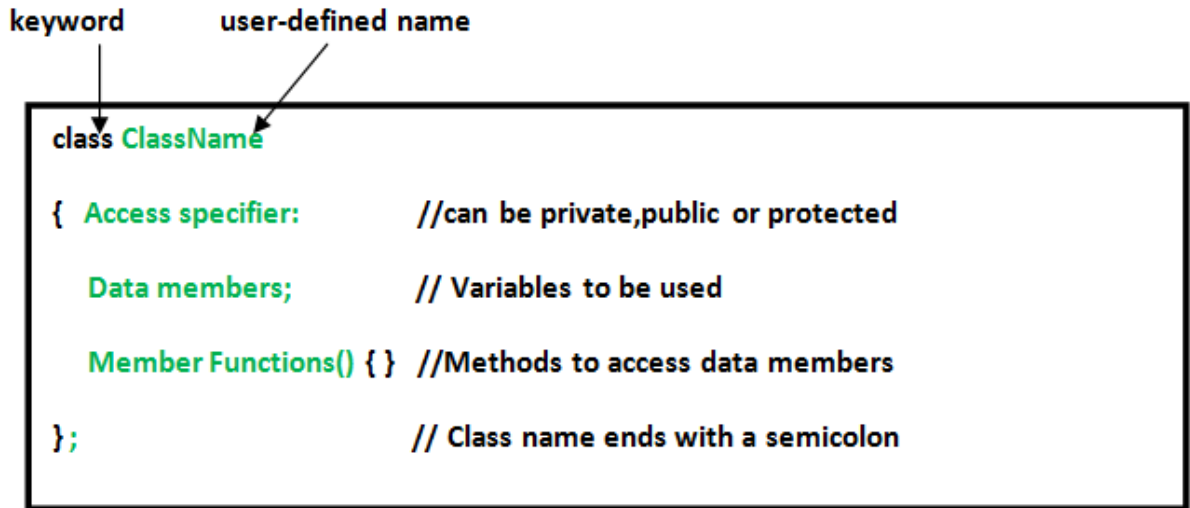 keyword user-defined name
class ClassName
{ Access specifier: //can be private,public or protected
Data members; // Variables to be used
Member Functions() { } //Methods to access data members
} ; // Class name ends with a semicolon